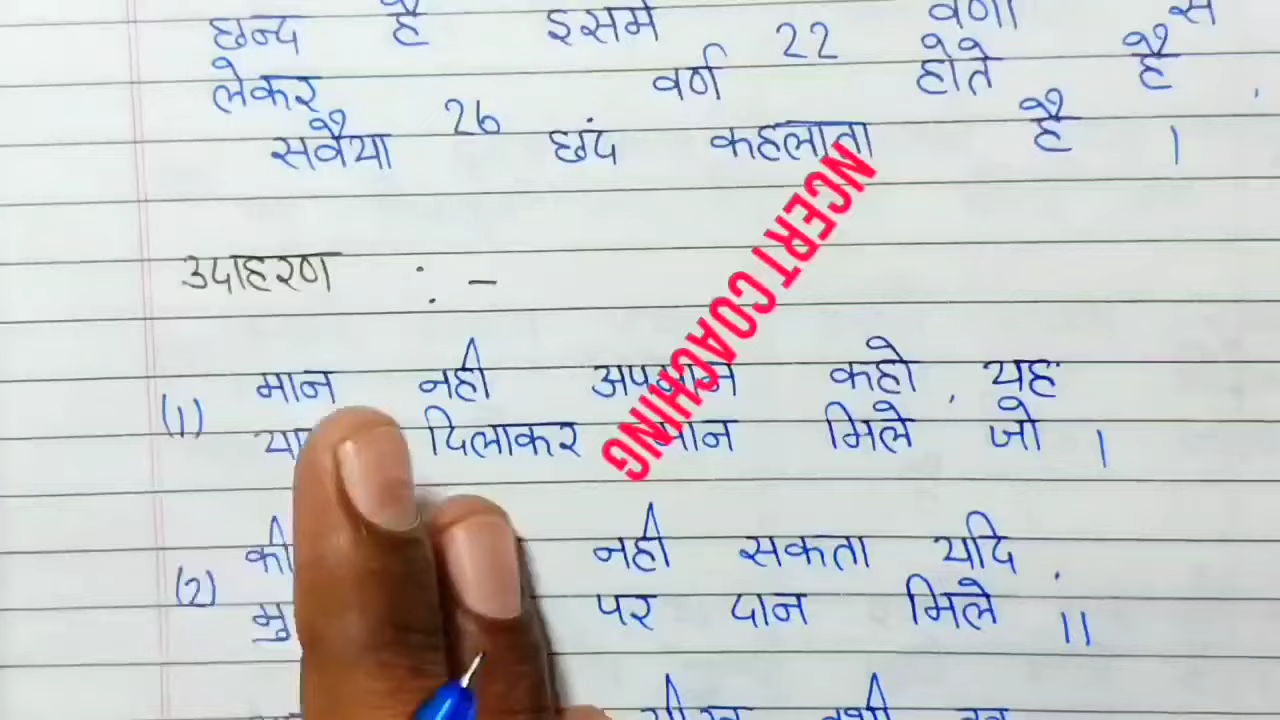 छन्द है इसमें 22 वर्णों से
लेकर 26 वर्ण होते है ,
सवैया छंद कहलाता है ।
उदाहरण : -
(1) मान नही अपमान कहो , यह
दिलाकर मान मिले जो ।
(2) नही सकता यदि ,
पर दान मिले ।।
NCERT COACHING